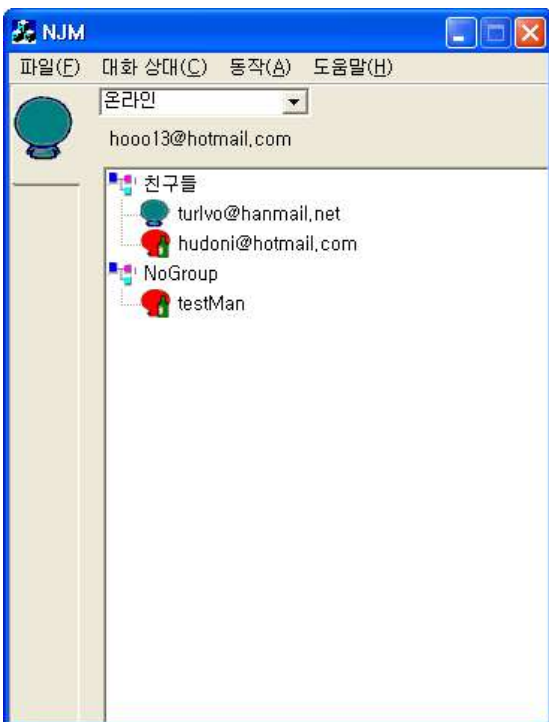 NJM
파일(F) 대화 상대(C) 동작(A) 도움말(H)
온라인
hooo13@hotmail.com
친구들
turlvo@hanmail.net
hudoni@hotmail.com
NoGroup
testMan